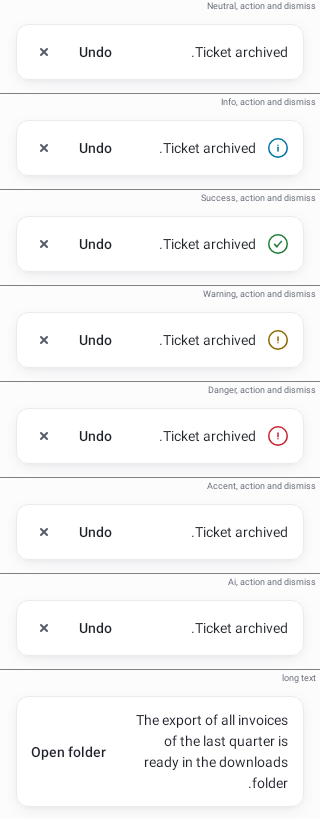 Neutral, action and dismiss
.Ticket archived
Undo
Info, action and dismiss
.Ticket archived
Undo
Success, action and dismiss
.Ticket archived
Undo
Warning, action and dismiss
.Ticket archived
Undo
Danger, action and dismiss
.Ticket archived
Undo
Accent, action and dismiss
.Ticket archived
Undo
Ai, action and dismiss
.Ticket archived
Undo
long text
The export of all invoices
of the last quarter is
ready in the downloads
.folder
Open folder